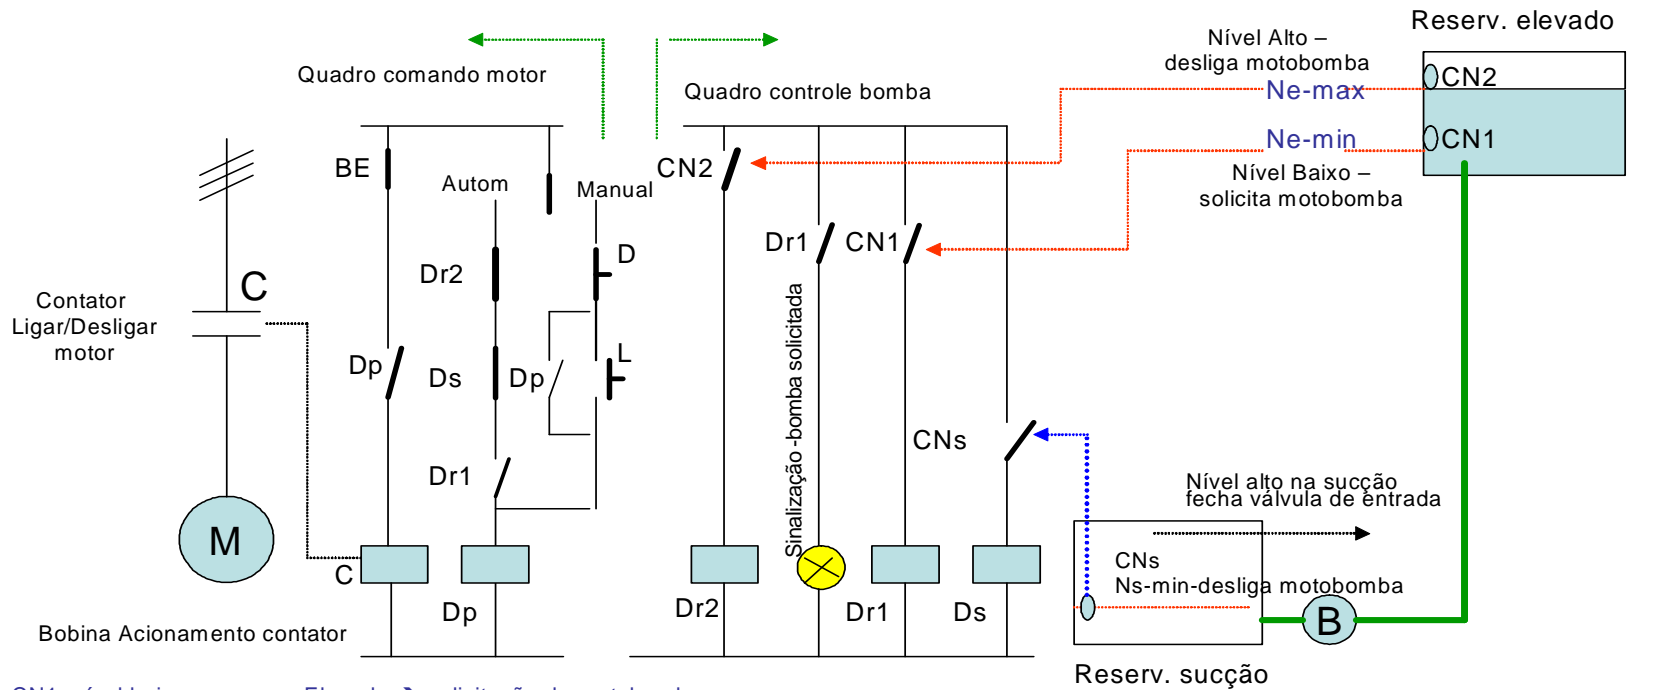 Reserv. elevado
Nível Alto –
desliga motobomba
Quadro comando motor
Quadro controle bomba
Ne-max
CN2
Ne-min
CN1
BE
Autom
Manual
CN2
Nível Baixo –
solicita motobomba
Dr2
D
Dr1
CN1
C
Contator
Ligar/Desligar
motor
Dp
Ds
Dp
L
Sinalização -bomba solicitada
CNs
Dr1
Nível alto na sucção
fecha válvula de entrada
M
C
CNs
Ns-min-desliga motobomba
Dp
Dr2
Dr1
Ds
B
Bobina Acionamento contator
Reserv. sucção